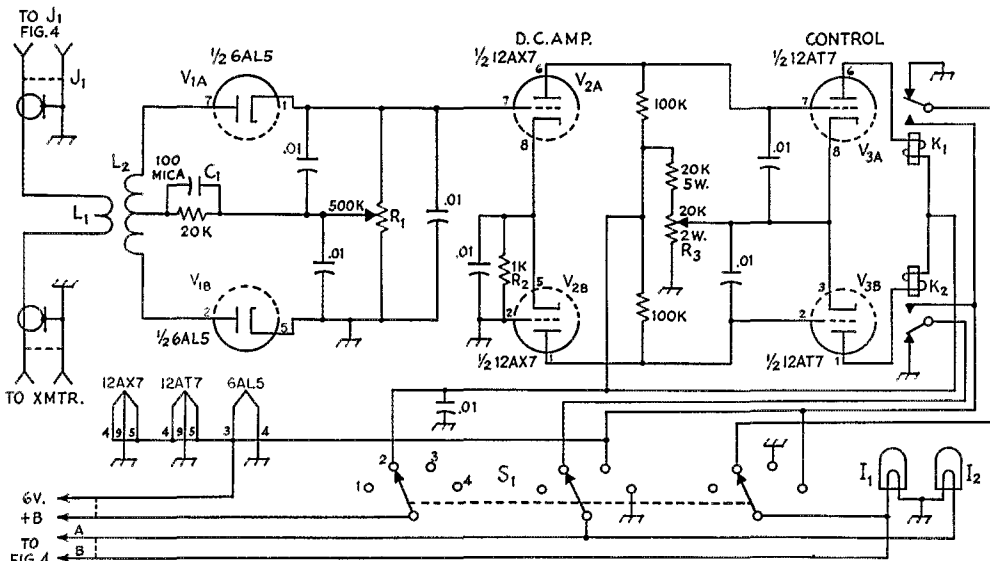 TO J1
FIG.4
J1
L1
L2
100
MICA
C1
20K
½ 6AL5
V1A
7
1
.01
500K
R1
.01
.01
V1B
2
5
½ 6AL5
D.C. AMP.
½ 12AX7
6
V2A
7
8
.01
1K
R2
5
V2B
2
1
½ 12AX7
100K
20K
5W.
20K
2W.
R3
100K
.01
.01
CONTROL
½ 12AT7
6
7
8
V3A
K1
3
V3B
2
1
K2
½ 12AT7
TO XMTR.
12AX7
12AT7
6AL5
4 9 5
4 9 5
3 4
.01
1
2
3
4
S1
I1
I2
6V.
+B
A
TO
B
FIG.4